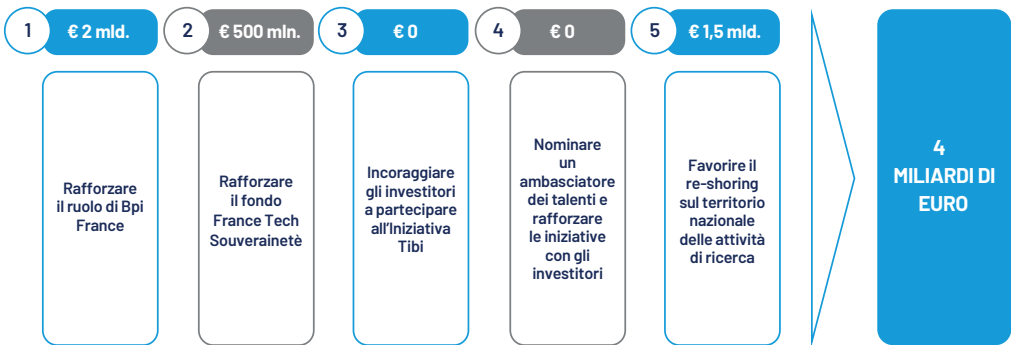 1
€ 2 mld.
2
€ 500 mln.
3
€ 0
4
€ 0
5
€ 1,5 mld.
Rafforzare
il ruolo di Bpi
France
Rafforzare
il fondo
France Tech
Souverainetè
Incoraggiare
gli investitori
a partecipare
all'Iniziativa
Tibi
Nominare
un
ambasciatore
dei talenti e
rafforzare
le iniziative
con gli
investitori
Favorire il
re-shoring
sul territorio
nazionale
delle attività
di ricerca
4
MILIARDI DI
EURO